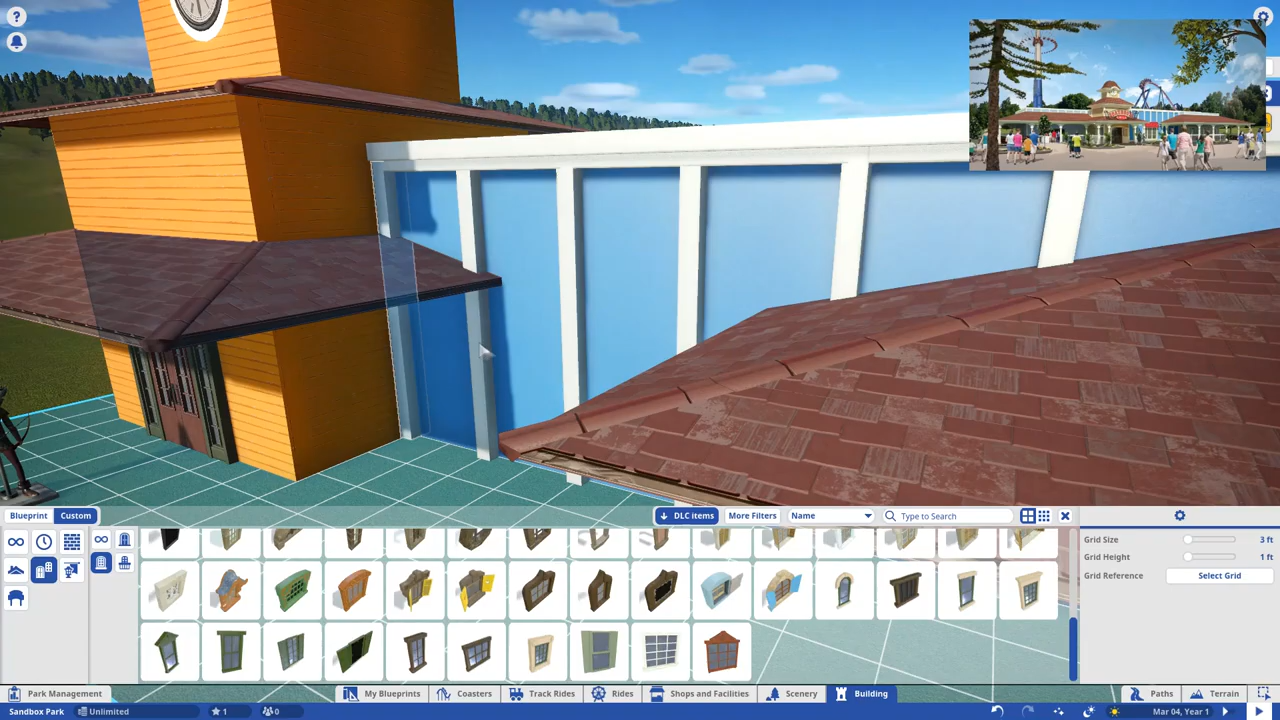 ?
Blueprint
Custom
DLC items
More Filters
Name
Type to Search
Grid Size
3 ft
Grid Height
1 ft
Grid Reference
Select Grid
Park Management
My Blueprints
Coasters
Track Rides
Rides
Shops and Facilities
Scenery
Building
Paths
Terrain
Sandbox Park
Unlimited
1
0
Mar 04, Year 1